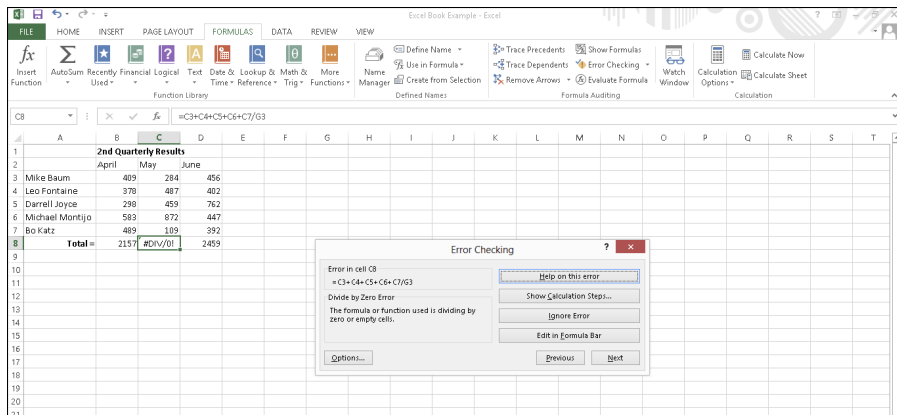 Excel Book Example - Excel
FILE HOME INSERT PAGE LAYOUT FORMULAS DATA REVIEW VIEW
fx Σ ? A Q θ
Insert Function
AutoSum
Recently Used
Financial
Logical
Text
Date & Time
Lookup & Reference
Math & Trig
More Functions
Function Library
Name Manager
Define Name
Use in Formula
Create from Selection
Defined Names
Trace Precedents
Trace Dependents
Remove Arrows
Show Formulas
Error Checking
Evaluate Formula
Formula Auditing
Watch Window
Calculation Options
Calculate Now
Calculate Sheet
Calculation
C8 fx =C3+C4+C5+C6+C7/G3
A B C D E F G H I J K L M N O P Q R S T
1 2nd Quarterly Results
2 April May June
3 Mike Baum 409 284 456
4 Leo Fontaine 378 487 402
5 Darrell Joyce 298 459 762
6 Michael Montijo 583 872 447
7 Bo Katz 489 109 392
8 Total = 2157 #DIV/0! 2459
9
10
11
12
13
14
15
16
17
18
19
20
21
Error Checking ? ×
Error in cell C8
=C3+C4+C5+C6+C7/G3
Divide by Zero Error
The formula or function used is dividing by
zero or empty cells.
Help on this error
Show Calculation Steps...
Ignore Error
Edit in Formula Bar
Options... Previous Next